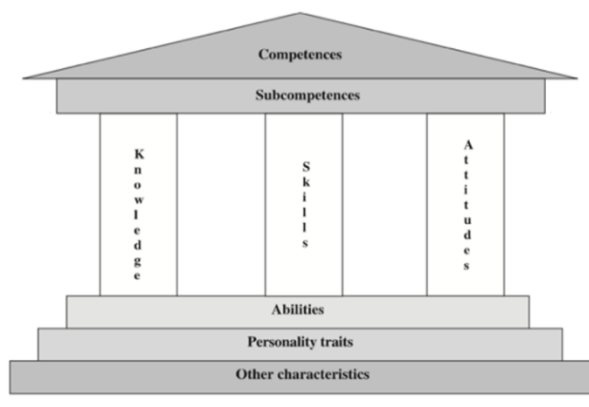 Competences
Subcompetences
Knowledge
Skills
Attitudes
Abilities
Personality traits
Other characteristics